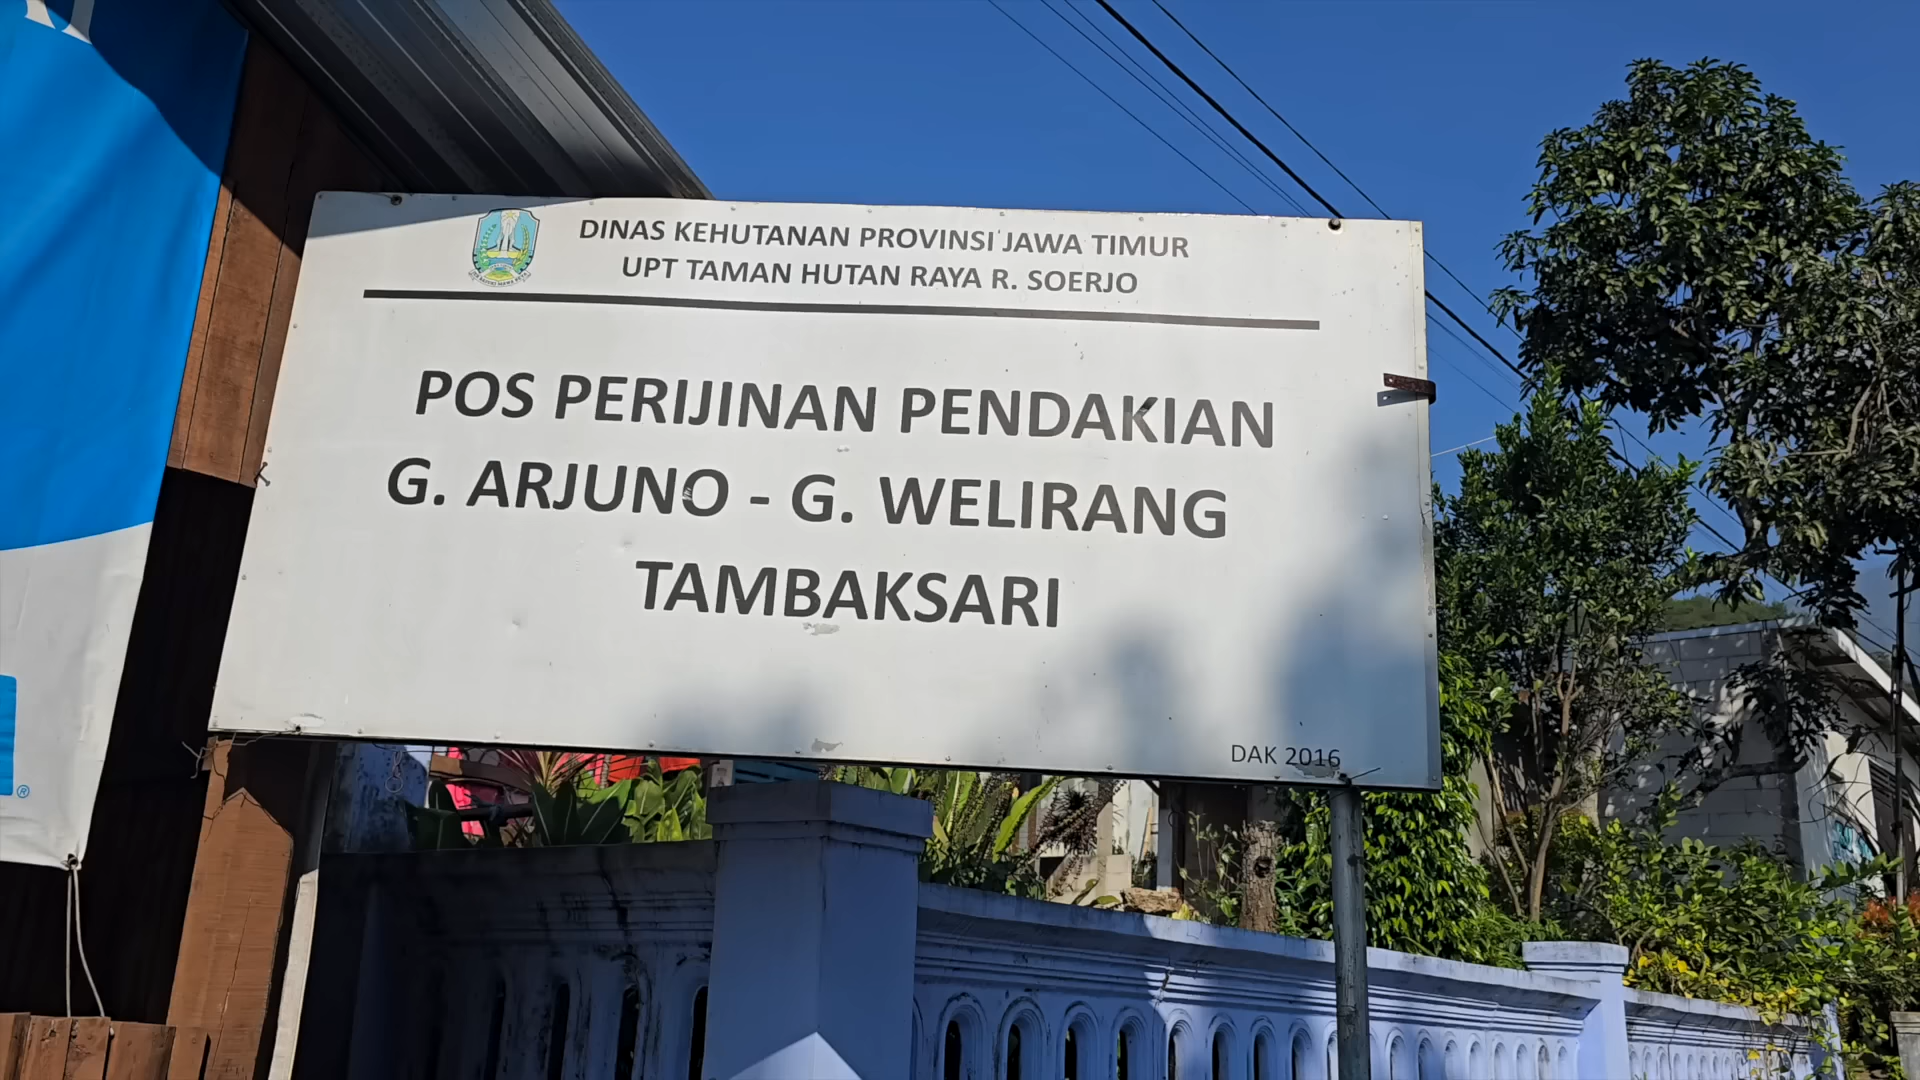 DINAS KEHUTANAN PROVINSI JAWA TIMUR
UPT TAMAN HUTAN RAYA R. SOERJO
POS PERIJINAN PENDAKIAN
G. ARJUNO - G. WELIRANG
TAMBAKSARI
DAK 2016
®